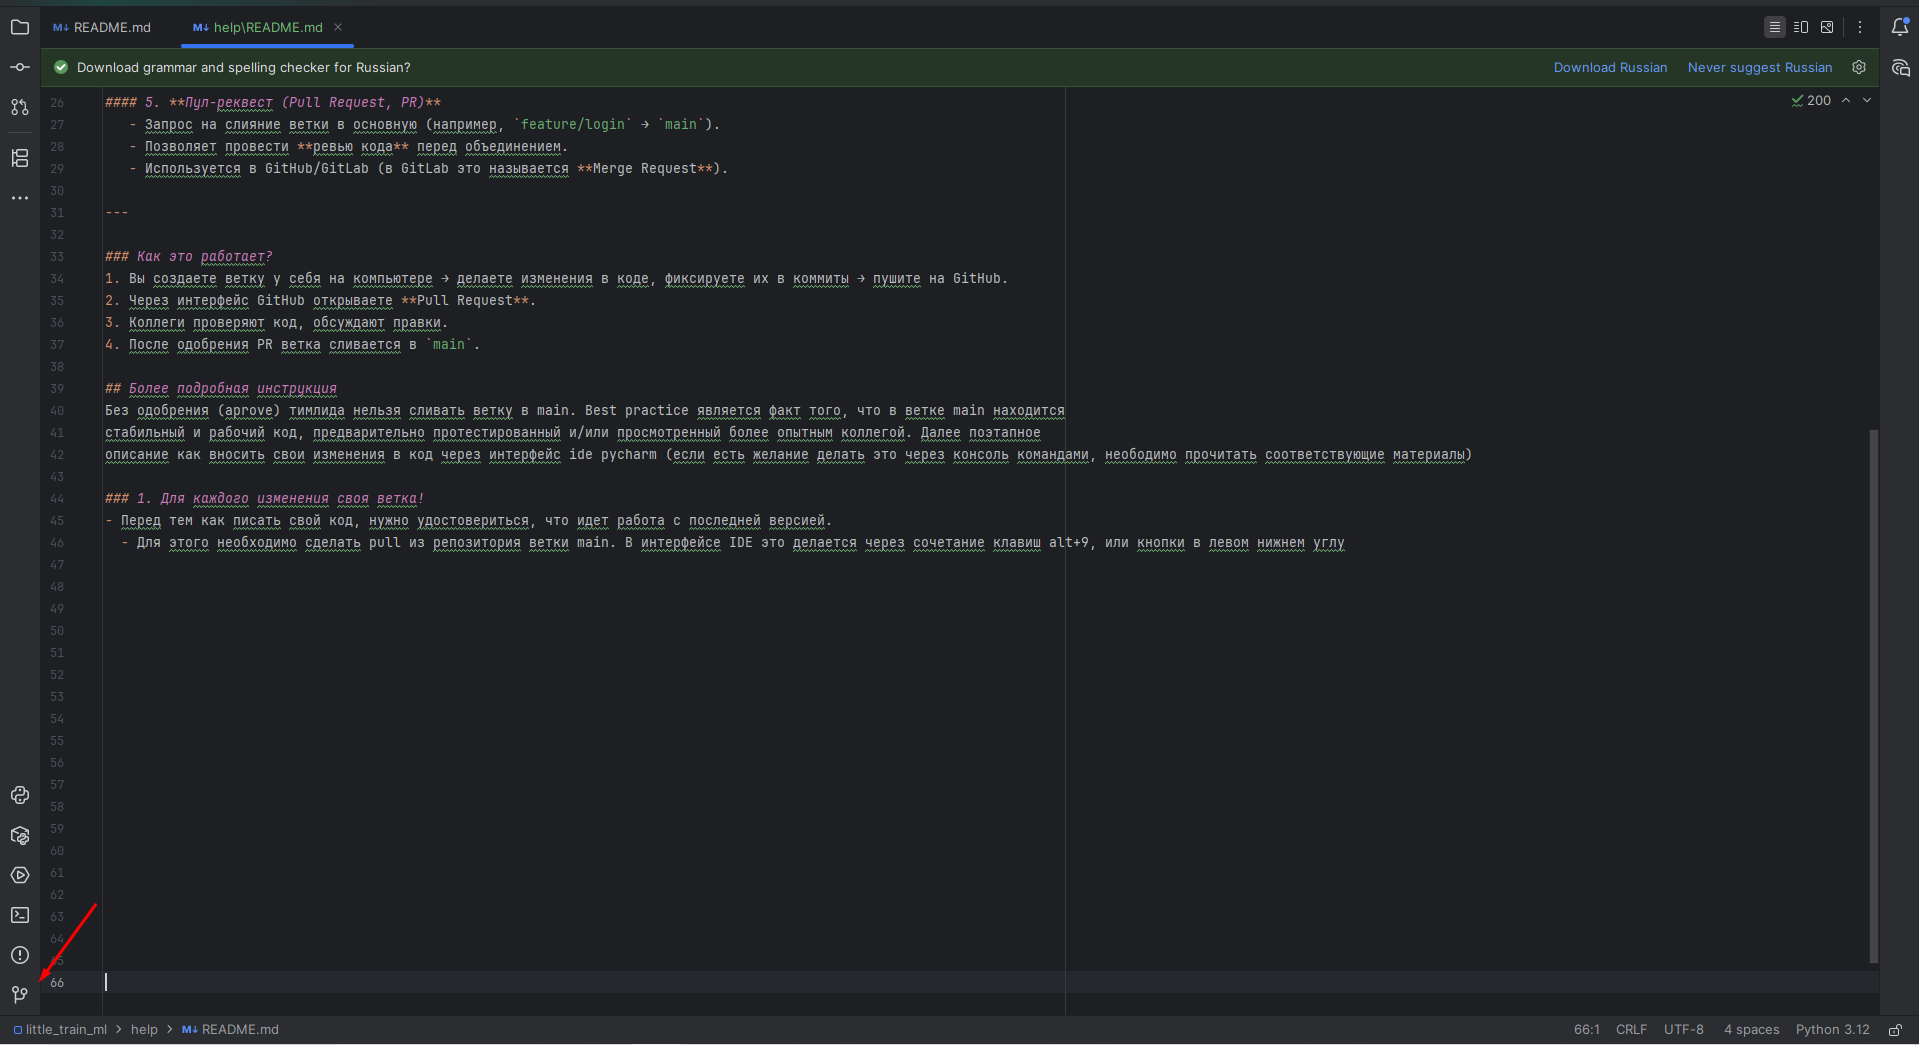 README.md
help\README.md
Download grammar and spelling checker for Russian?
Download Russian
Never suggest Russian
200
26 #### 5. **Пул-реквест (Pull Request, PR)**
27 - Запрос на слияние ветки в основную (например, `feature/login` → `main`).
28 - Позволяет провести **ревью кода** перед объединением.
29 - Используется в GitHub/GitLab (в GitLab это называется **Merge Request**).
30
31 ---
32
33 ### Как это работает?
34 1. Вы создаете ветку у себя на компьютере → делаете изменения в коде, фиксируете их в коммиты → пушите на GitHub.
35 2. Через интерфейс GitHub открываете **Pull Request**.
36 3. Коллеги проверяют код, обсуждают правки.
37 4. После одобрения PR ветка сливается в `main`.
38
39 ## Более подробная инструкция
40 Без одобрения (aprove) тимлида нельзя сливать ветку в main. Best practice является факт того, что в ветке main находится
41 стабильный и рабочий код, предварительно протестированный и/или просмотренный более опытным коллегой. Далее поэтапное
42 описание как вносить свои изменения в код через интерфейс ide pycharm (если есть желание делать это через консоль командами, неободимо прочитать соответствующие материалы)
43
44 ### 1. Для каждого изменения своя ветка!
45 - Перед тем как писать свой код, нужно удостовериться, что идет работа с последней версией.
46 - Для этого необходимо сделать pull из репозитория ветки main. В интерфейсе IDE это делается через сочетание клавиш alt+9, или кнопки в левом нижнем углу
47
48
49
50
51
52
53
54
55
56
57
58
59
60
61
62
63
64
65
66
little_train_ml > help > README.md
66:1 CRLF UTF-8 4 spaces Python 3.12